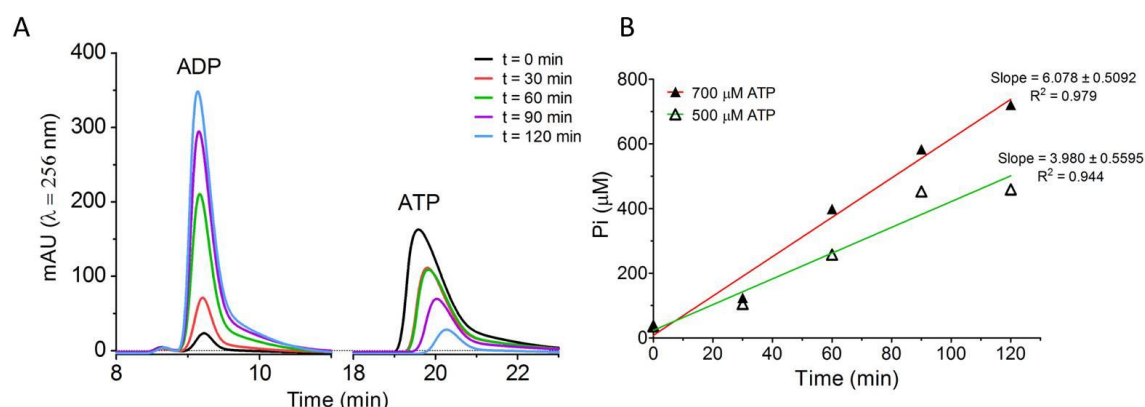 A
400
300
200
100
0
mAU (λ = 256 nm)
ADP
ATP
t = 0 min
t = 30 min
t = 60 min
t = 90 min
t = 120 min
8
10
18
20
22
Time (min)
B
800
600
400
200
0
Pi (μM)
700 μM ATP
500 μM ATP
Slope = 6.078 ± 0.5092
R² = 0.979
Slope = 3.980 ± 0.5595
R² = 0.944
0
20
40
60
80
100
120
Time (min)